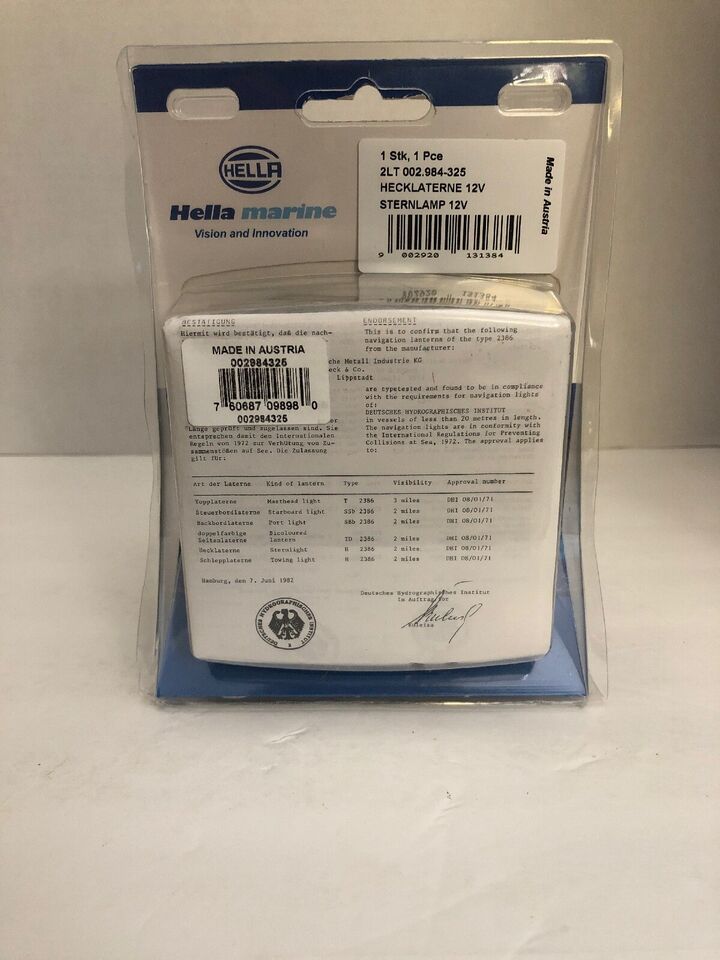 HELLA
Hella marine
Vision and Innovation
1 Stk, 1 Pce
2LT 002.984-325
HECKLATERNE 12V
STERNLAMP 12V
9 002920 131384
Made in Austria
BESTÄTIGUNG
Hiermit wird bestätigt, daß die nach-
MADE IN AUSTRIA
002984325
7 60687 09898 0
002984325
Länge geprüft und zugelassen sind. Sie
entsprechen damit den Internationalen
Regeln von 1972 zur Verhütung von Zu-
sammenstößen auf See. Die Zulassung
gilt für:
ENDORSEMENT
This is to confirm that the following
navigation lanterns of the type 2386
from the manufacturer:
che Metall Industrie KG
eck & Co.
Lippstadt
are typetested and found to be in compliance
with the requirements for navigation lights
of:
DEUTSCHES HYDROGRAPHISCHES INSTITUT
in vessels of less than 20 metres in length.
The navigation lights are in conformity with
the International Regulations for Preventing
Collisions at Sea, 1972. The approval applies
to:
Art der Laterne Kind of lantern Type Visibility Approval number
Topplaterne Masthead light T 2386 3 miles DHI 08/01/71
Steuerbordlaterne Starboard light SSb 2386 2 miles DHI 08/01/71
Backbordlaterne Port light SBb 2386 2 miles DHI 08/01/71
doppelfarbige Bicoloured
Seitenlaterne lantern TD 2386 2 miles DHI 08/01/71
Hecklaterne Sternlight H 2386 2 miles DHI 08/01/71
Schlepplaterne Towing light H 2386 2 miles DHI 08/01/71
Hamburg, den 7. Juni 1982
Deutsches Hydrographisches Institut
Im Auftrag/for
DEUTSCHES HYDROGRAPHISCHES INSTITUT